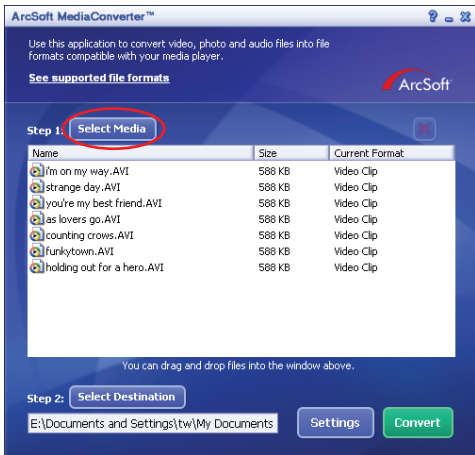 ArcSoft MediaConverter™
Use this application to convert video, photo and audio files into file
formats compatible with your media player.
See supported file formats
ArcSoft®
Step 1: Select Media
Name Size Current Format
i'm on my way.AVI 588 KB Video Clip
strange day.AVI 588 KB Video Clip
you're my best friend.AVI 588 KB Video Clip
as lovers go.AVI 588 KB Video Clip
counting crows.AVI 588 KB Video Clip
funkytown.AVI 588 KB Video Clip
holding out for a hero.AVI 588 KB Video Clip
You can drag and drop files into the window above.
Step 2: Select Destination
E:\Documents and Settings\tw\My Documents Settings Convert